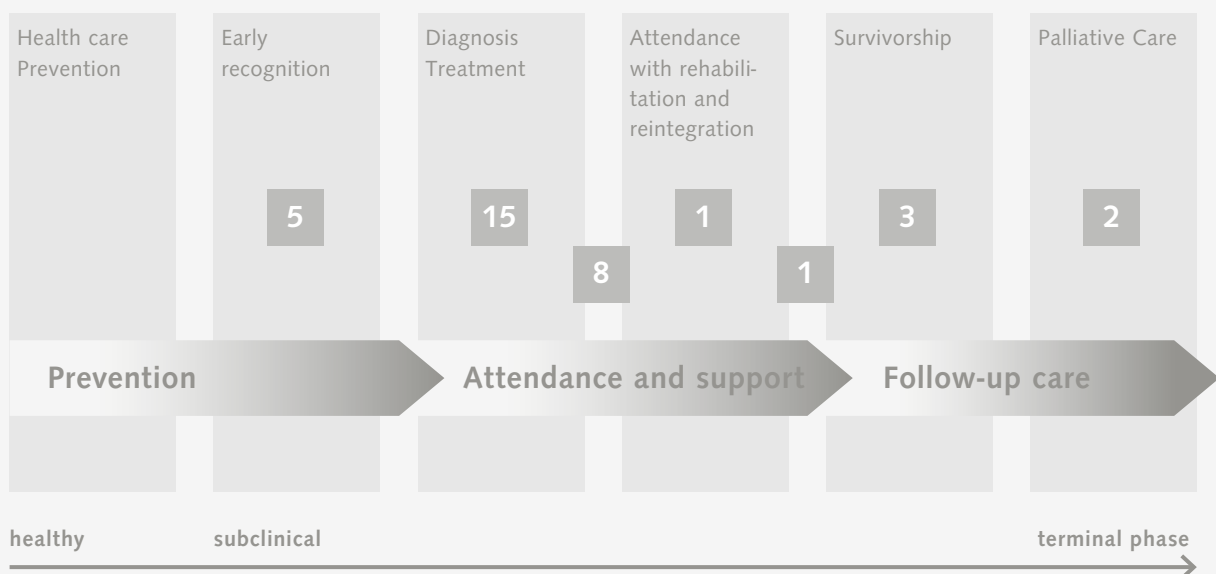 Health care
Prevention
Early
recognition
Diagnosis
Treatment
Attendance
with rehabili-
tation and
reintegration
Survivorship
Palliative Care
5
15
1
3
2
8
1
Prevention
Attendance and support
Follow-up care
healthy
subclinical
terminal phase